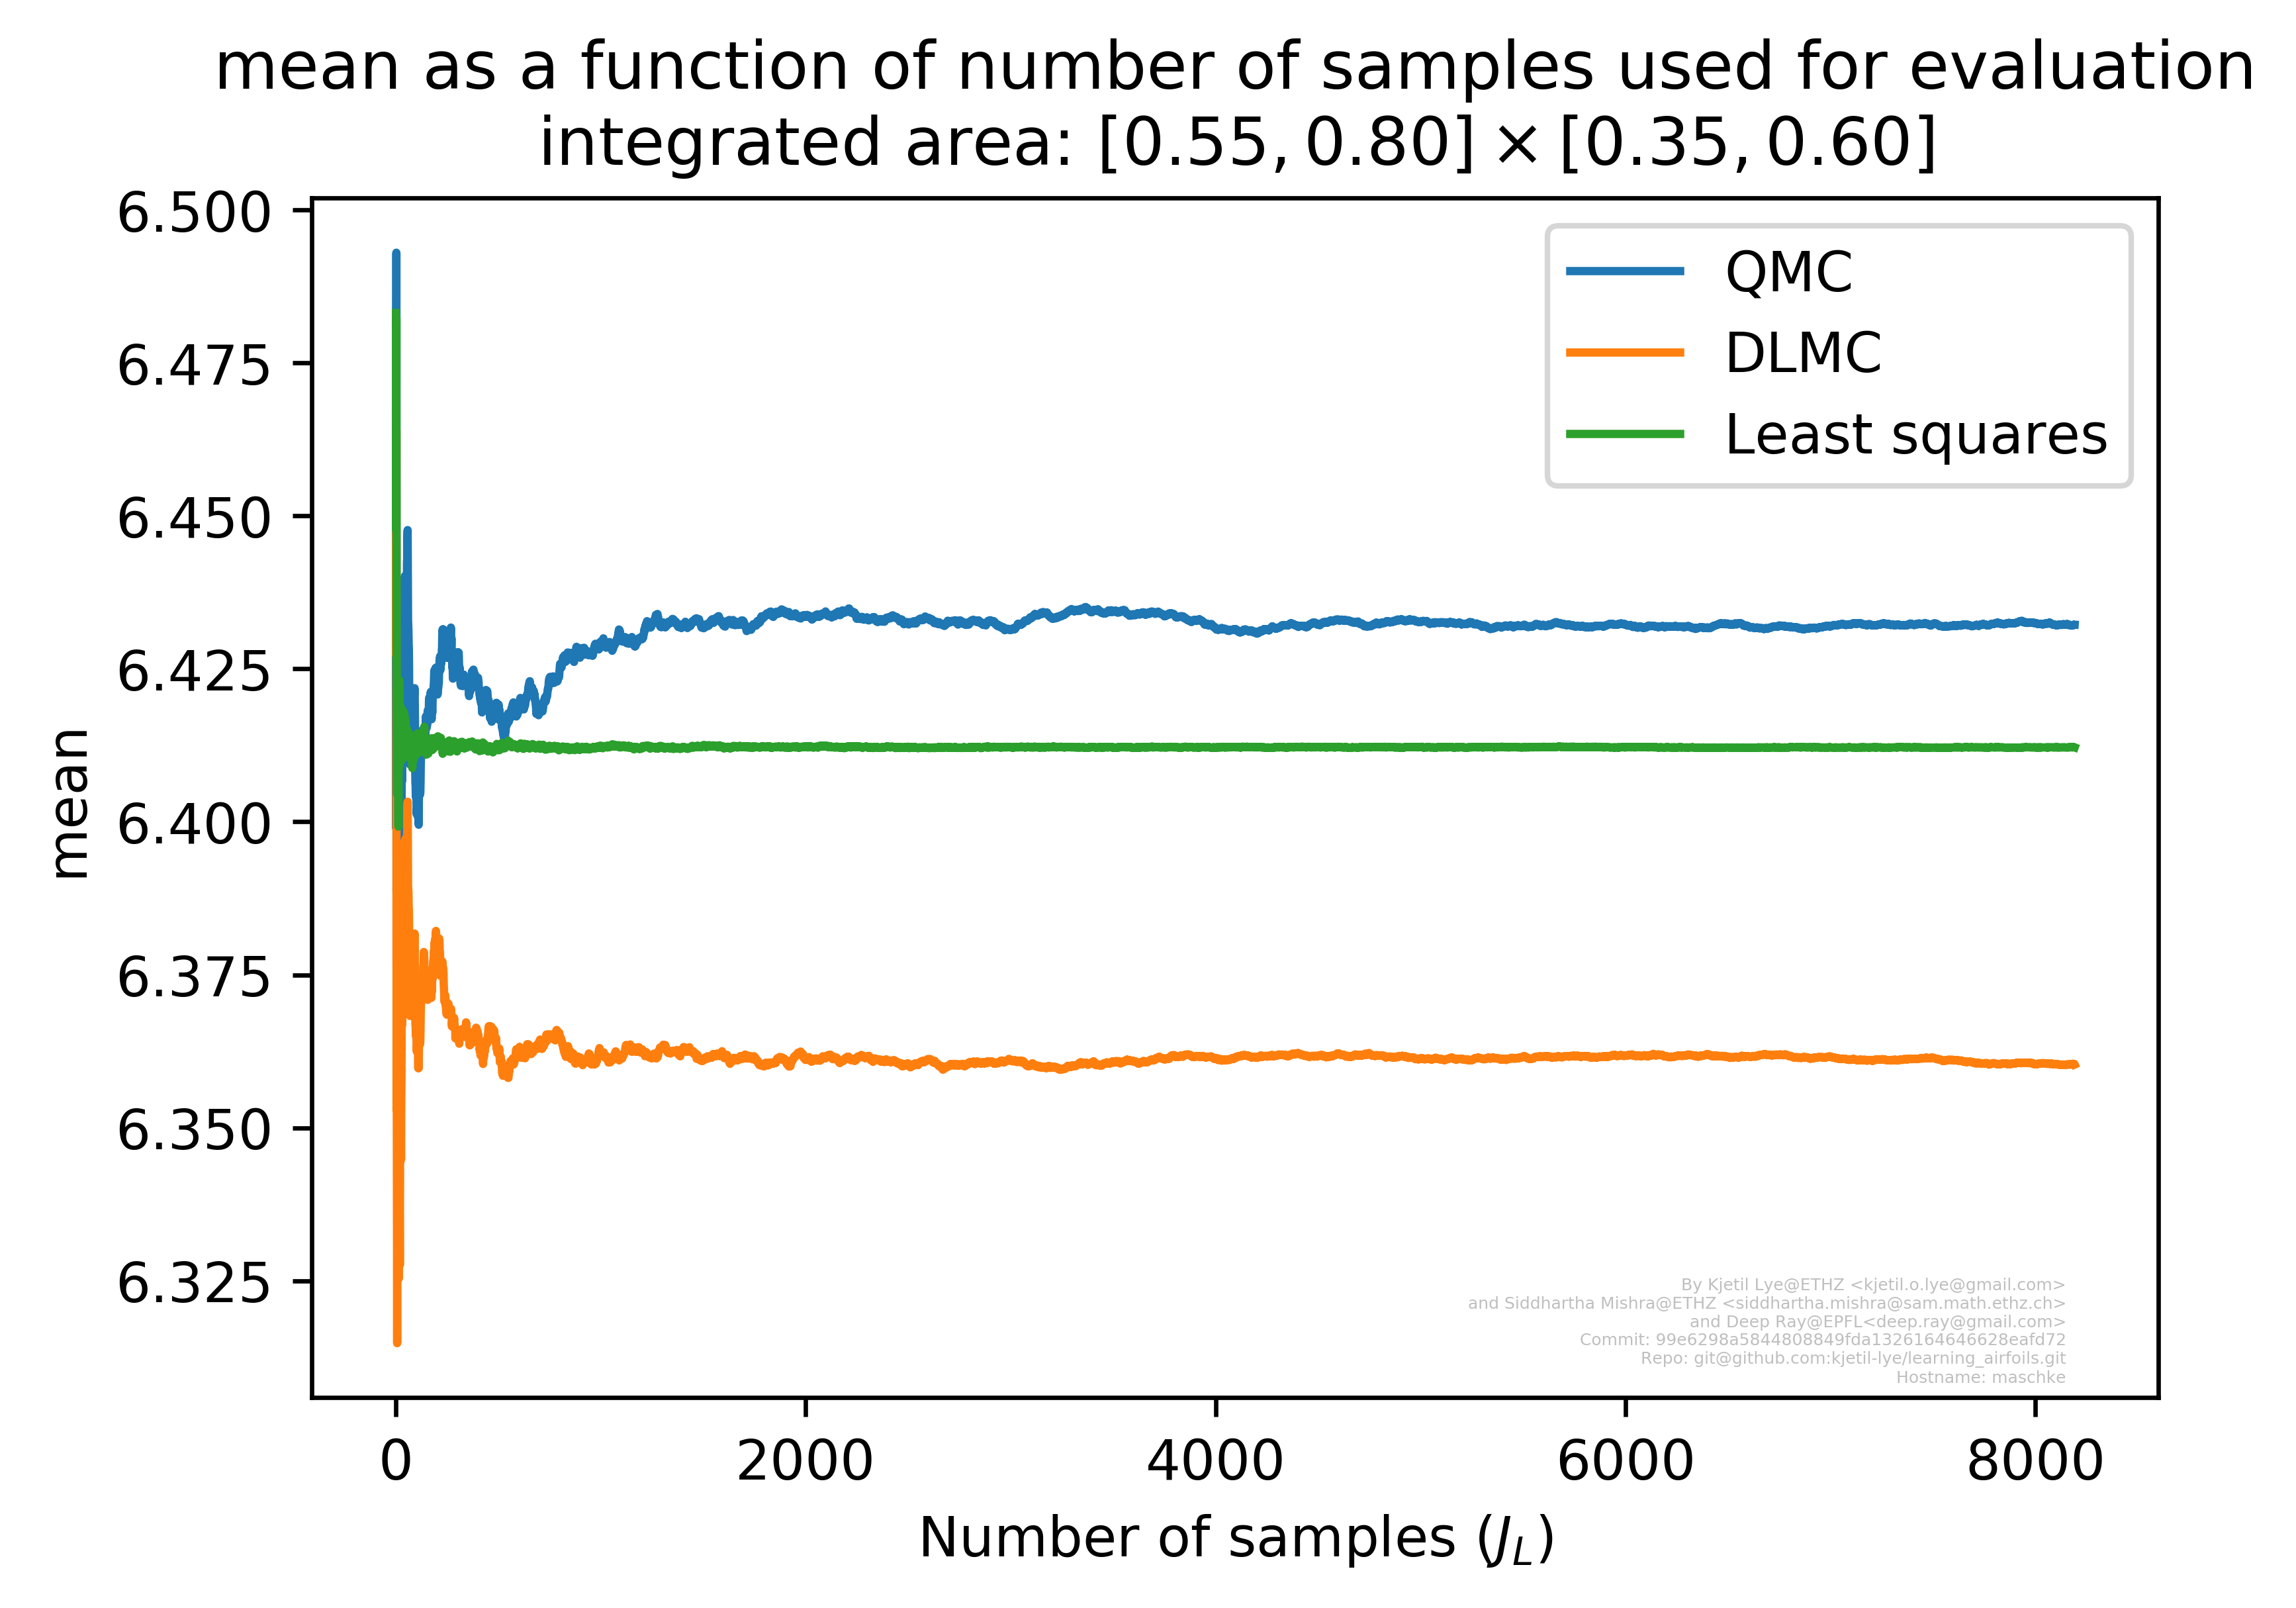 mean as a function of number of samples used for evaluation
integrated area: [0.55, 0.80] × [0.35, 0.60]
6.500
6.475
6.450
6.425
6.400
6.375
6.350
6.325
mean
QMC
DLMC
Least squares
By Kjetil Lye@ETHZ <kjetil.o.lye@gmail.com>
and Siddhartha Mishra@ETHZ <siddhartha.mishra@sam.math.ethz.ch>
and Deep Ray@EPFL<deep.ray@gmail.com>
Commit: 99e6298a5844808849fda1326164646628eafd72
Repo: git@github.com:kjetil-lye/learning_airfoils.git
Hostname: maschke
0 2000 4000 6000 8000
Number of samples (J_L)